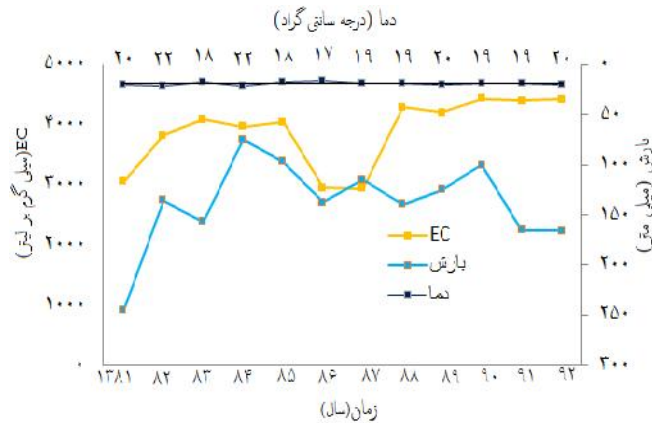 دما (درجه سانتی گراد)
۲۰ ۲۲ ۱۸ ۲۲ ۱۸ ۱۷ ۱۹ ۱۹ ۲۰ ۱۹ ۱۹ ۲۰
۵۰۰۰
۴۰۰۰
۳۰۰۰
۲۰۰۰
۱۰۰۰
۰
EC(میلی گرم بر لیتر)
۰
۵۰
۱۰۰
۱۵۰
۲۰۰
۲۵۰
۳۰۰
بارش (میلی متر)
EC
بارش
دما
۱۳۸۱ ۸۲ ۸۳ ۸۴ ۸۵ ۸۶ ۸۷ ۸۸ ۸۹ ۹۰ ۹۱ ۹۲
زمان(سال)